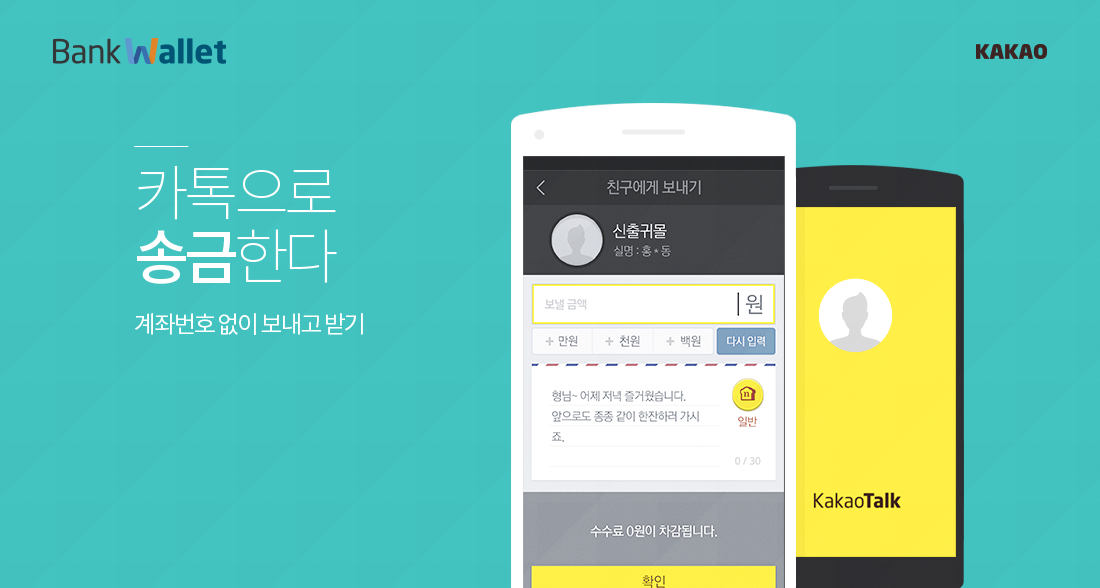 Bank Wallet
KAKAO
카톡으로
송금한다
계좌번호 없이 보내고 받기
친구에게 보내기
신출귀몰
실명 : 홍 * 동
보낼 금액
원
+ 만원
+ 천원
+ 백원
다시 입력
형님~ 어제 저녁 즐거웠습니다.
앞으로도 종종 같이 한잔하러 가시
죠.
일반
0 / 30
수수료 0원이 차감됩니다.
확인
KakaoTalk